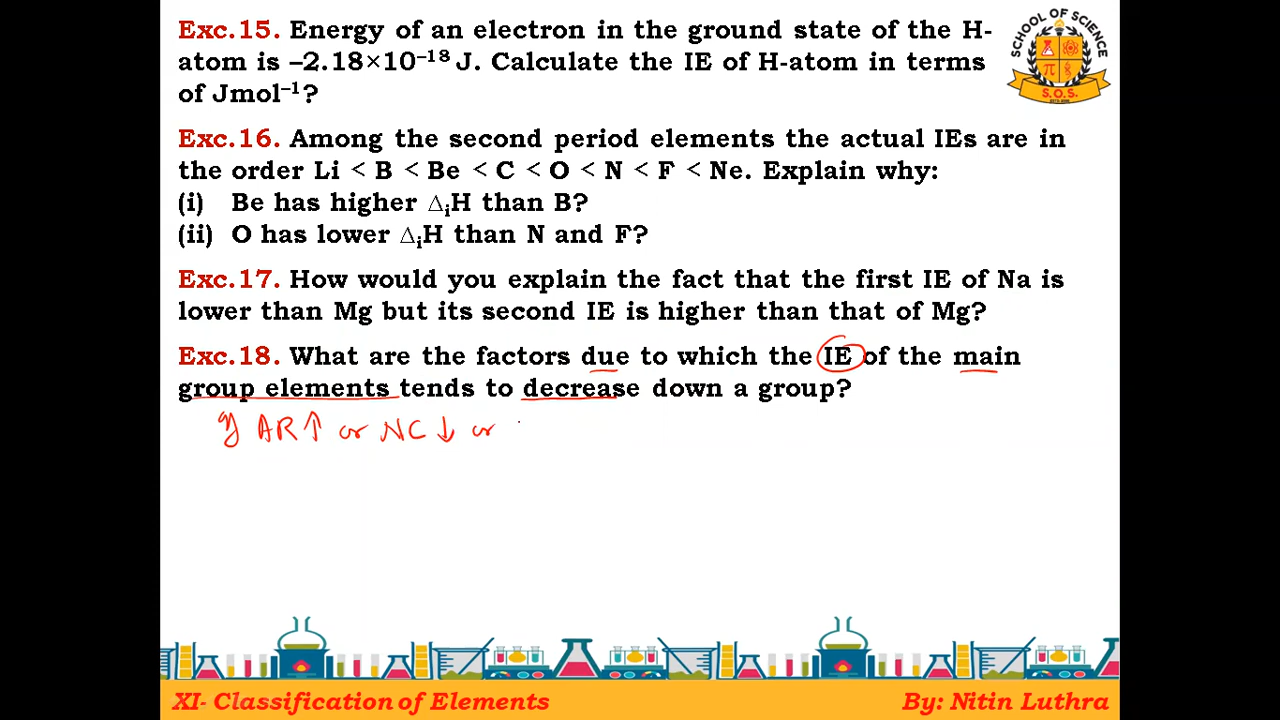 Exc.15. Energy of an electron in the ground state of the H-
atom is –2.18×10⁻¹⁸ J. Calculate the IE of H-atom in terms
of Jmol⁻¹?
SCHOOL OF SCIENCE
S.O.S.
Exc.16. Among the second period elements the actual IEs are in
the order Li < B < Be < C < O < N < F < Ne. Explain why:
(i) Be has higher ∆ᵢH than B?
(ii) O has lower ∆ᵢH than N and F?
Exc.17. How would you explain the fact that the first IE of Na is
lower than Mg but its second IE is higher than that of Mg?
Exc.18. What are the factors due to which the IE of the main
group elements tends to decrease down a group?
If AR↑ or NC↓ or
XI- Classification of Elements
By: Nitin Luthra